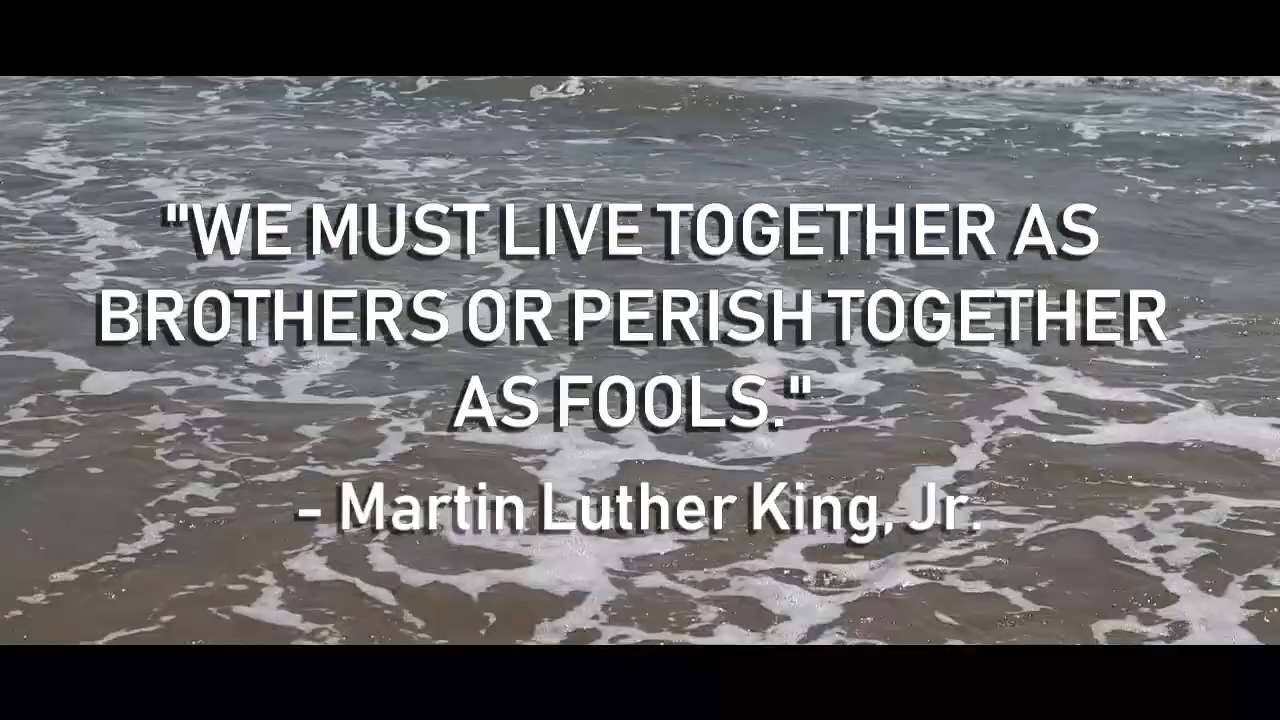 "WE MUST LIVE TOGETHER AS
BROTHERS OR PERISH TOGETHER
AS FOOLS."
- Martin Luther King, Jr.